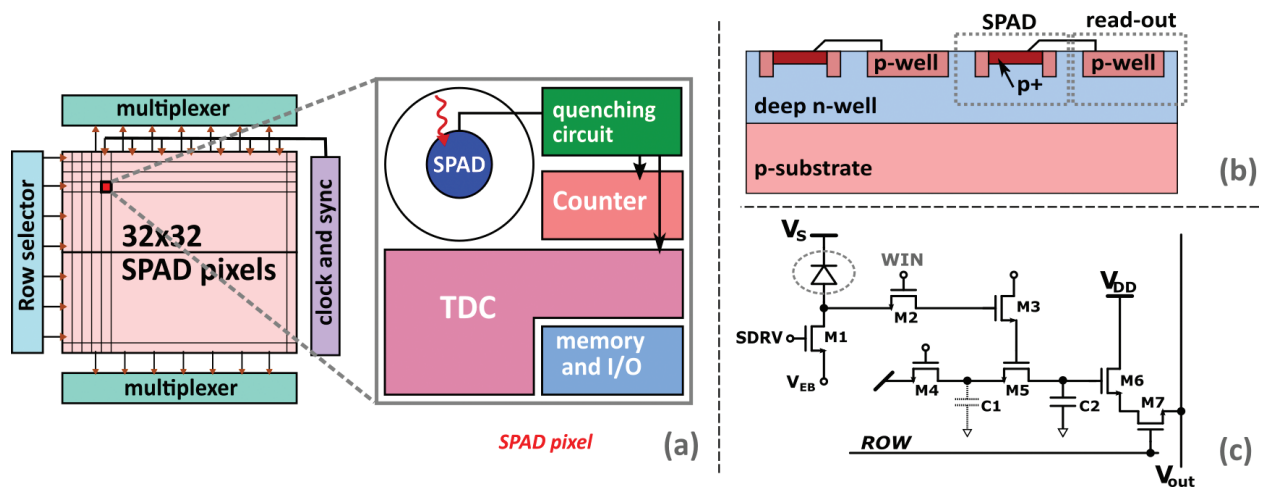 multiplexer
Row selector
32x32
SPAD pixels
clock and sync
multiplexer
SPAD
quenching
circuit
Counter
TDC
memory
and I/O
SPAD pixel
(a)
SPAD
read-out
p-well
p+
p-well
deep n-well
p-substrate
(b)
VS
WIN
M3
VDD
M2
SDRV
M1
VEB
M4
M5
M6
C1
C2
M7
ROW
Vout
(c)